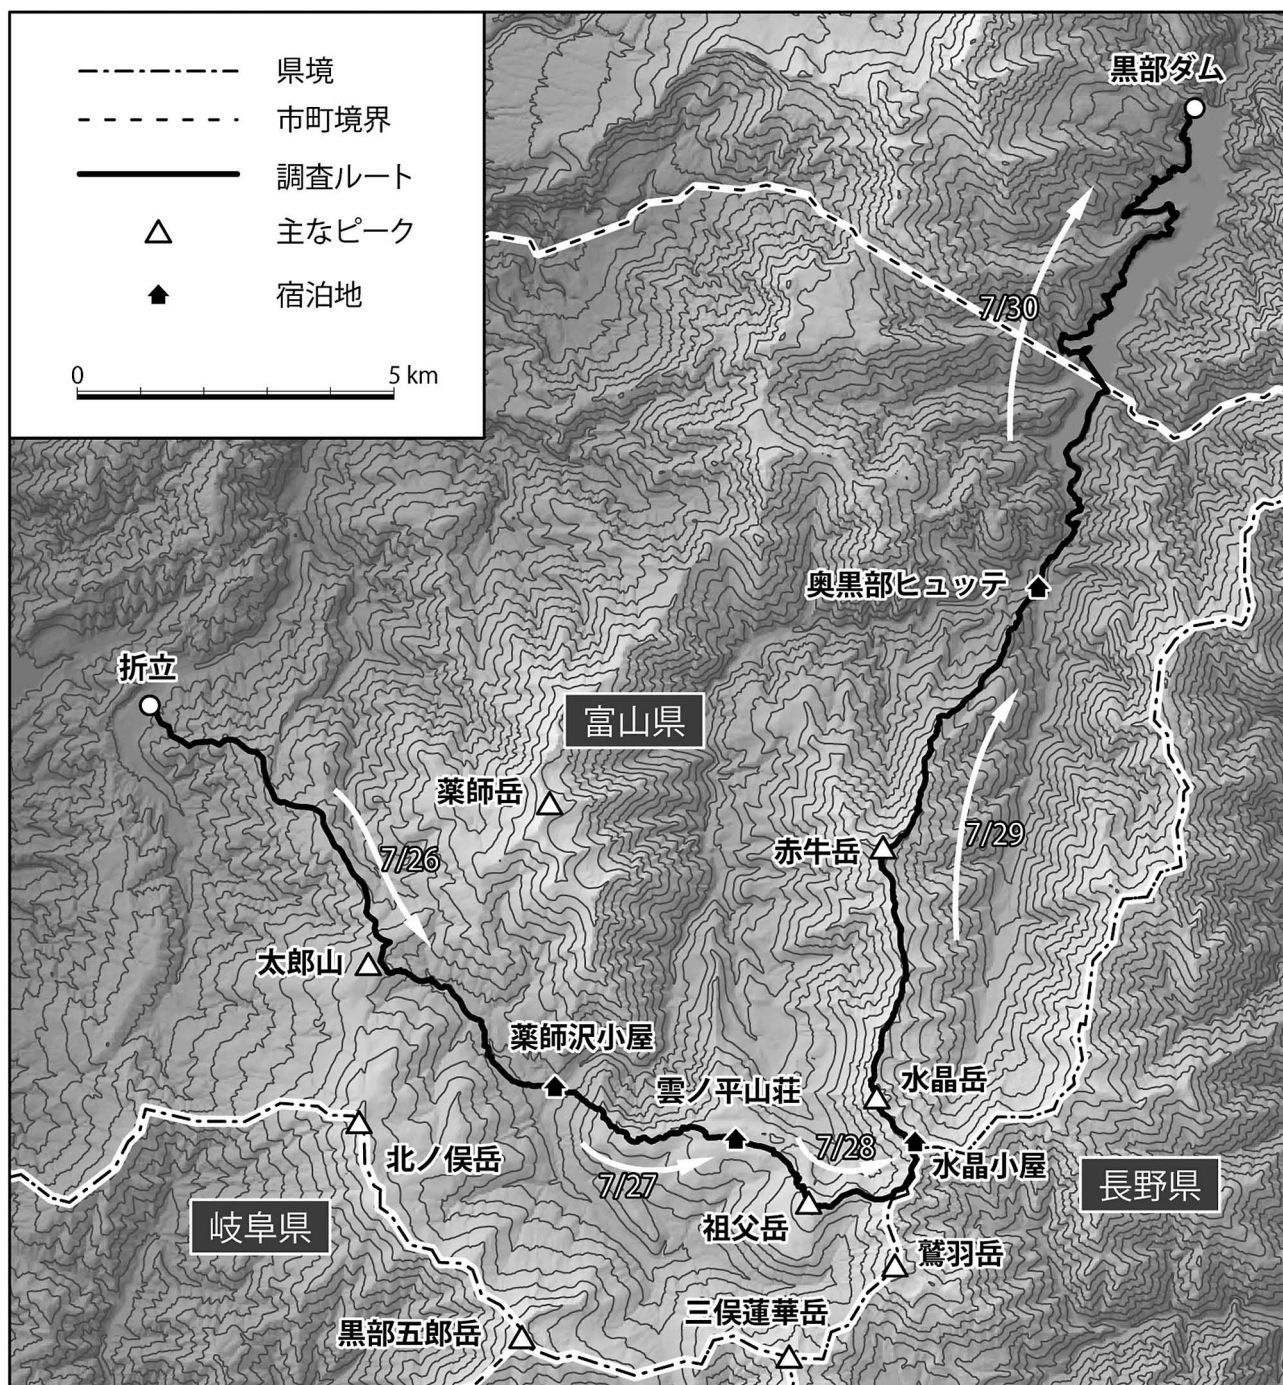 県境
市町境界
調査ルート
主なピーク
宿泊地
0
5 km
黒部ダム
7/30
奥黒部ヒュッテ
折立
富山県
薬師岳
7/26
赤牛岳
7/29
太郎山
薬師沢小屋
雲ノ平山荘
水晶岳
北ノ俣岳
7/27
7/28
水晶小屋
長野県
岐阜県
祖父岳
鷲羽岳
黒部五郎岳
三俣蓮華岳